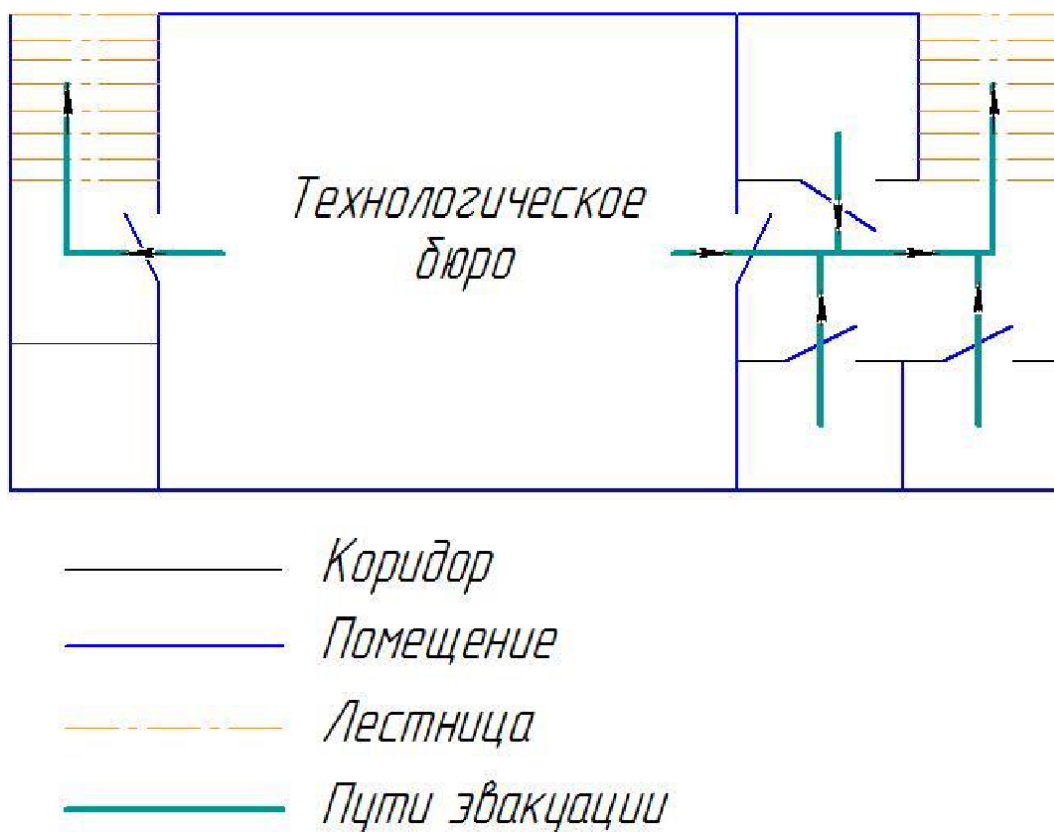 Технологическое
бюро
Коридор
Помещение
Лестница
Пути эвакуации